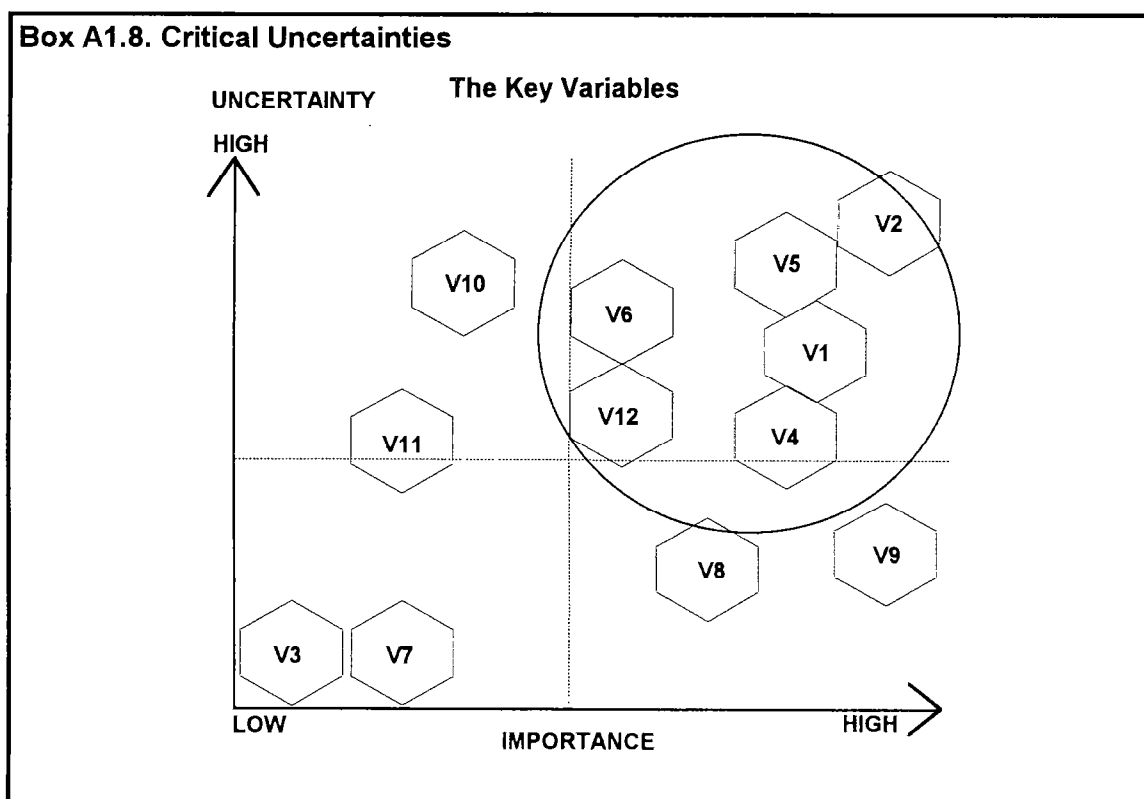 Box A1.8. Critical Uncertainties
The Key Variables
UNCERTAINTY
HIGH
V2
V5
V10
V6
V1
V12
V4
V11
V9
V8
V3
V7
LOW
HIGH
IMPORTANCE